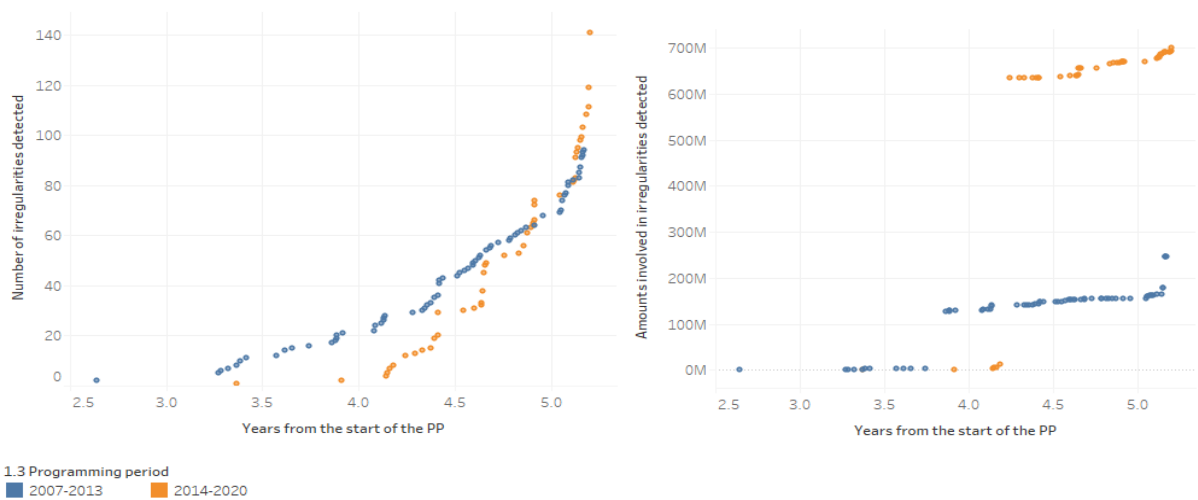 Number of irregularities detected
140
120
100
80
60
40
20
0
2.5 3.0 3.5 4.0 4.5 5.0
Years from the start of the PP
Amounts involved in irregularities detected
700M
600M
500M
400M
300M
200M
100M
0M
2.5 3.0 3.5 4.0 4.5 5.0
Years from the start of the PP
1.3 Programming period
2007-2013 2014-2020